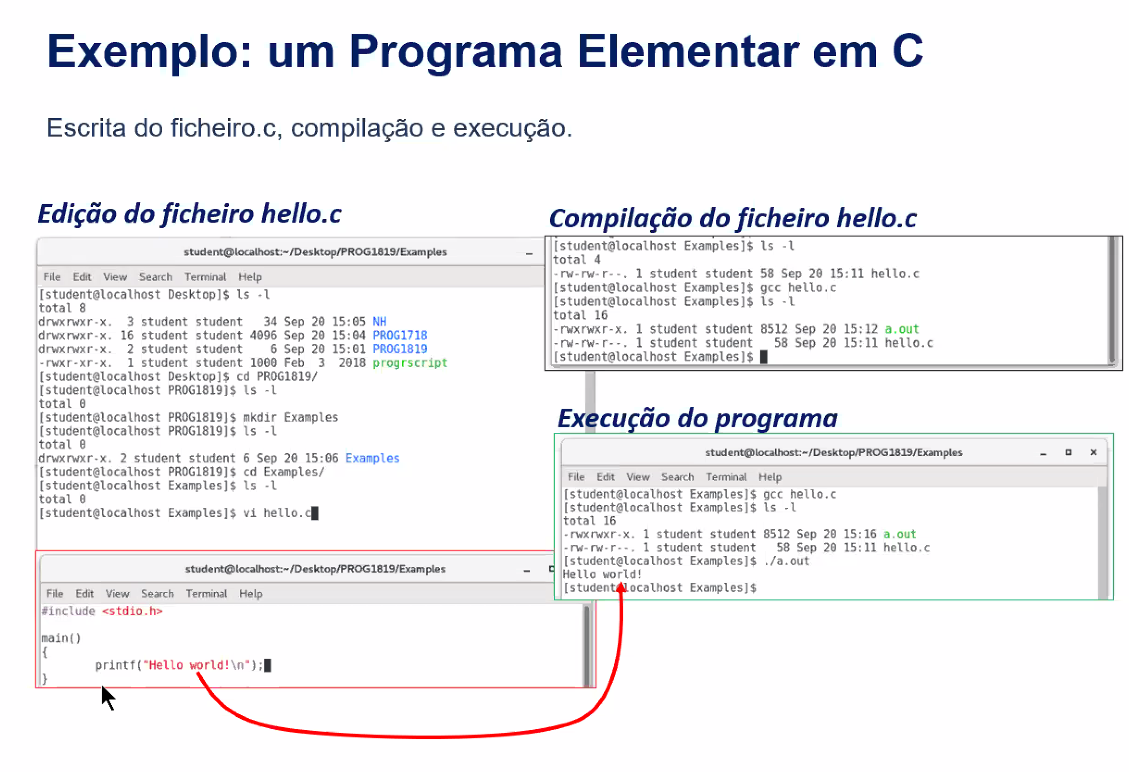 Exemplo: um Programa Elementar em C
Escrita do ficheiro.c, compilação e execução.
Edição do ficheiro hello.c
student@localhost:~/Desktop/PROG1819/Examples
File Edit View Search Terminal Help
[student@localhost Desktop]$ ls -l
total 8
drwxrwxr-x. 3 student student 34 Sep 20 15:05 NH
drwxrwxr-x. 16 student student 4096 Sep 20 15:04 PROG1718
drwxrwxr-x. 2 student student 6 Sep 20 15:01 PROG1819
-rwxr-xr-x. 1 student student 1000 Feb 3 2018 progrscript
[student@localhost Desktop]$ cd PROG1819/
[student@localhost PROG1819]$ ls -l
total 0
[student@localhost PROG1819]$ mkdir Examples
[student@localhost PROG1819]$ ls -l
total 0
drwxrwxr-x. 2 student student 6 Sep 20 15:06 Examples
[student@localhost PROG1819]$ cd Examples/
[student@localhost Examples]$ ls -l
total 0
[student@localhost Examples]$ vi hello.c
student@localhost:~/Desktop/PROG1819/Examples
File Edit View Search Terminal Help
#include <stdio.h>
main()
{
printf("Hello world!\n");
}
Compilação do ficheiro hello.c
[student@localhost Examples]$ ls -l
total 4
-rw-rw-r--. 1 student student 58 Sep 20 15:11 hello.c
[student@localhost Examples]$ gcc hello.c
[student@localhost Examples]$ ls -l
total 16
-rwxrwxr-x. 1 student student 8512 Sep 20 15:12 a.out
-rw-rw-r--. 1 student student 58 Sep 20 15:11 hello.c
[student@localhost Examples]$
Execução do programa
student@localhost:~/Desktop/PROG1819/Examples
File Edit View Search Terminal Help
[student@localhost Examples]$ gcc hello.c
[student@localhost Examples]$ ls -l
total 16
-rwxrwxr-x. 1 student student 8512 Sep 20 15:16 a.out
-rw-rw-r--. 1 student student 58 Sep 20 15:11 hello.c
[student@localhost Examples]$ ./a.out
Hello world!
[student@localhost Examples]$